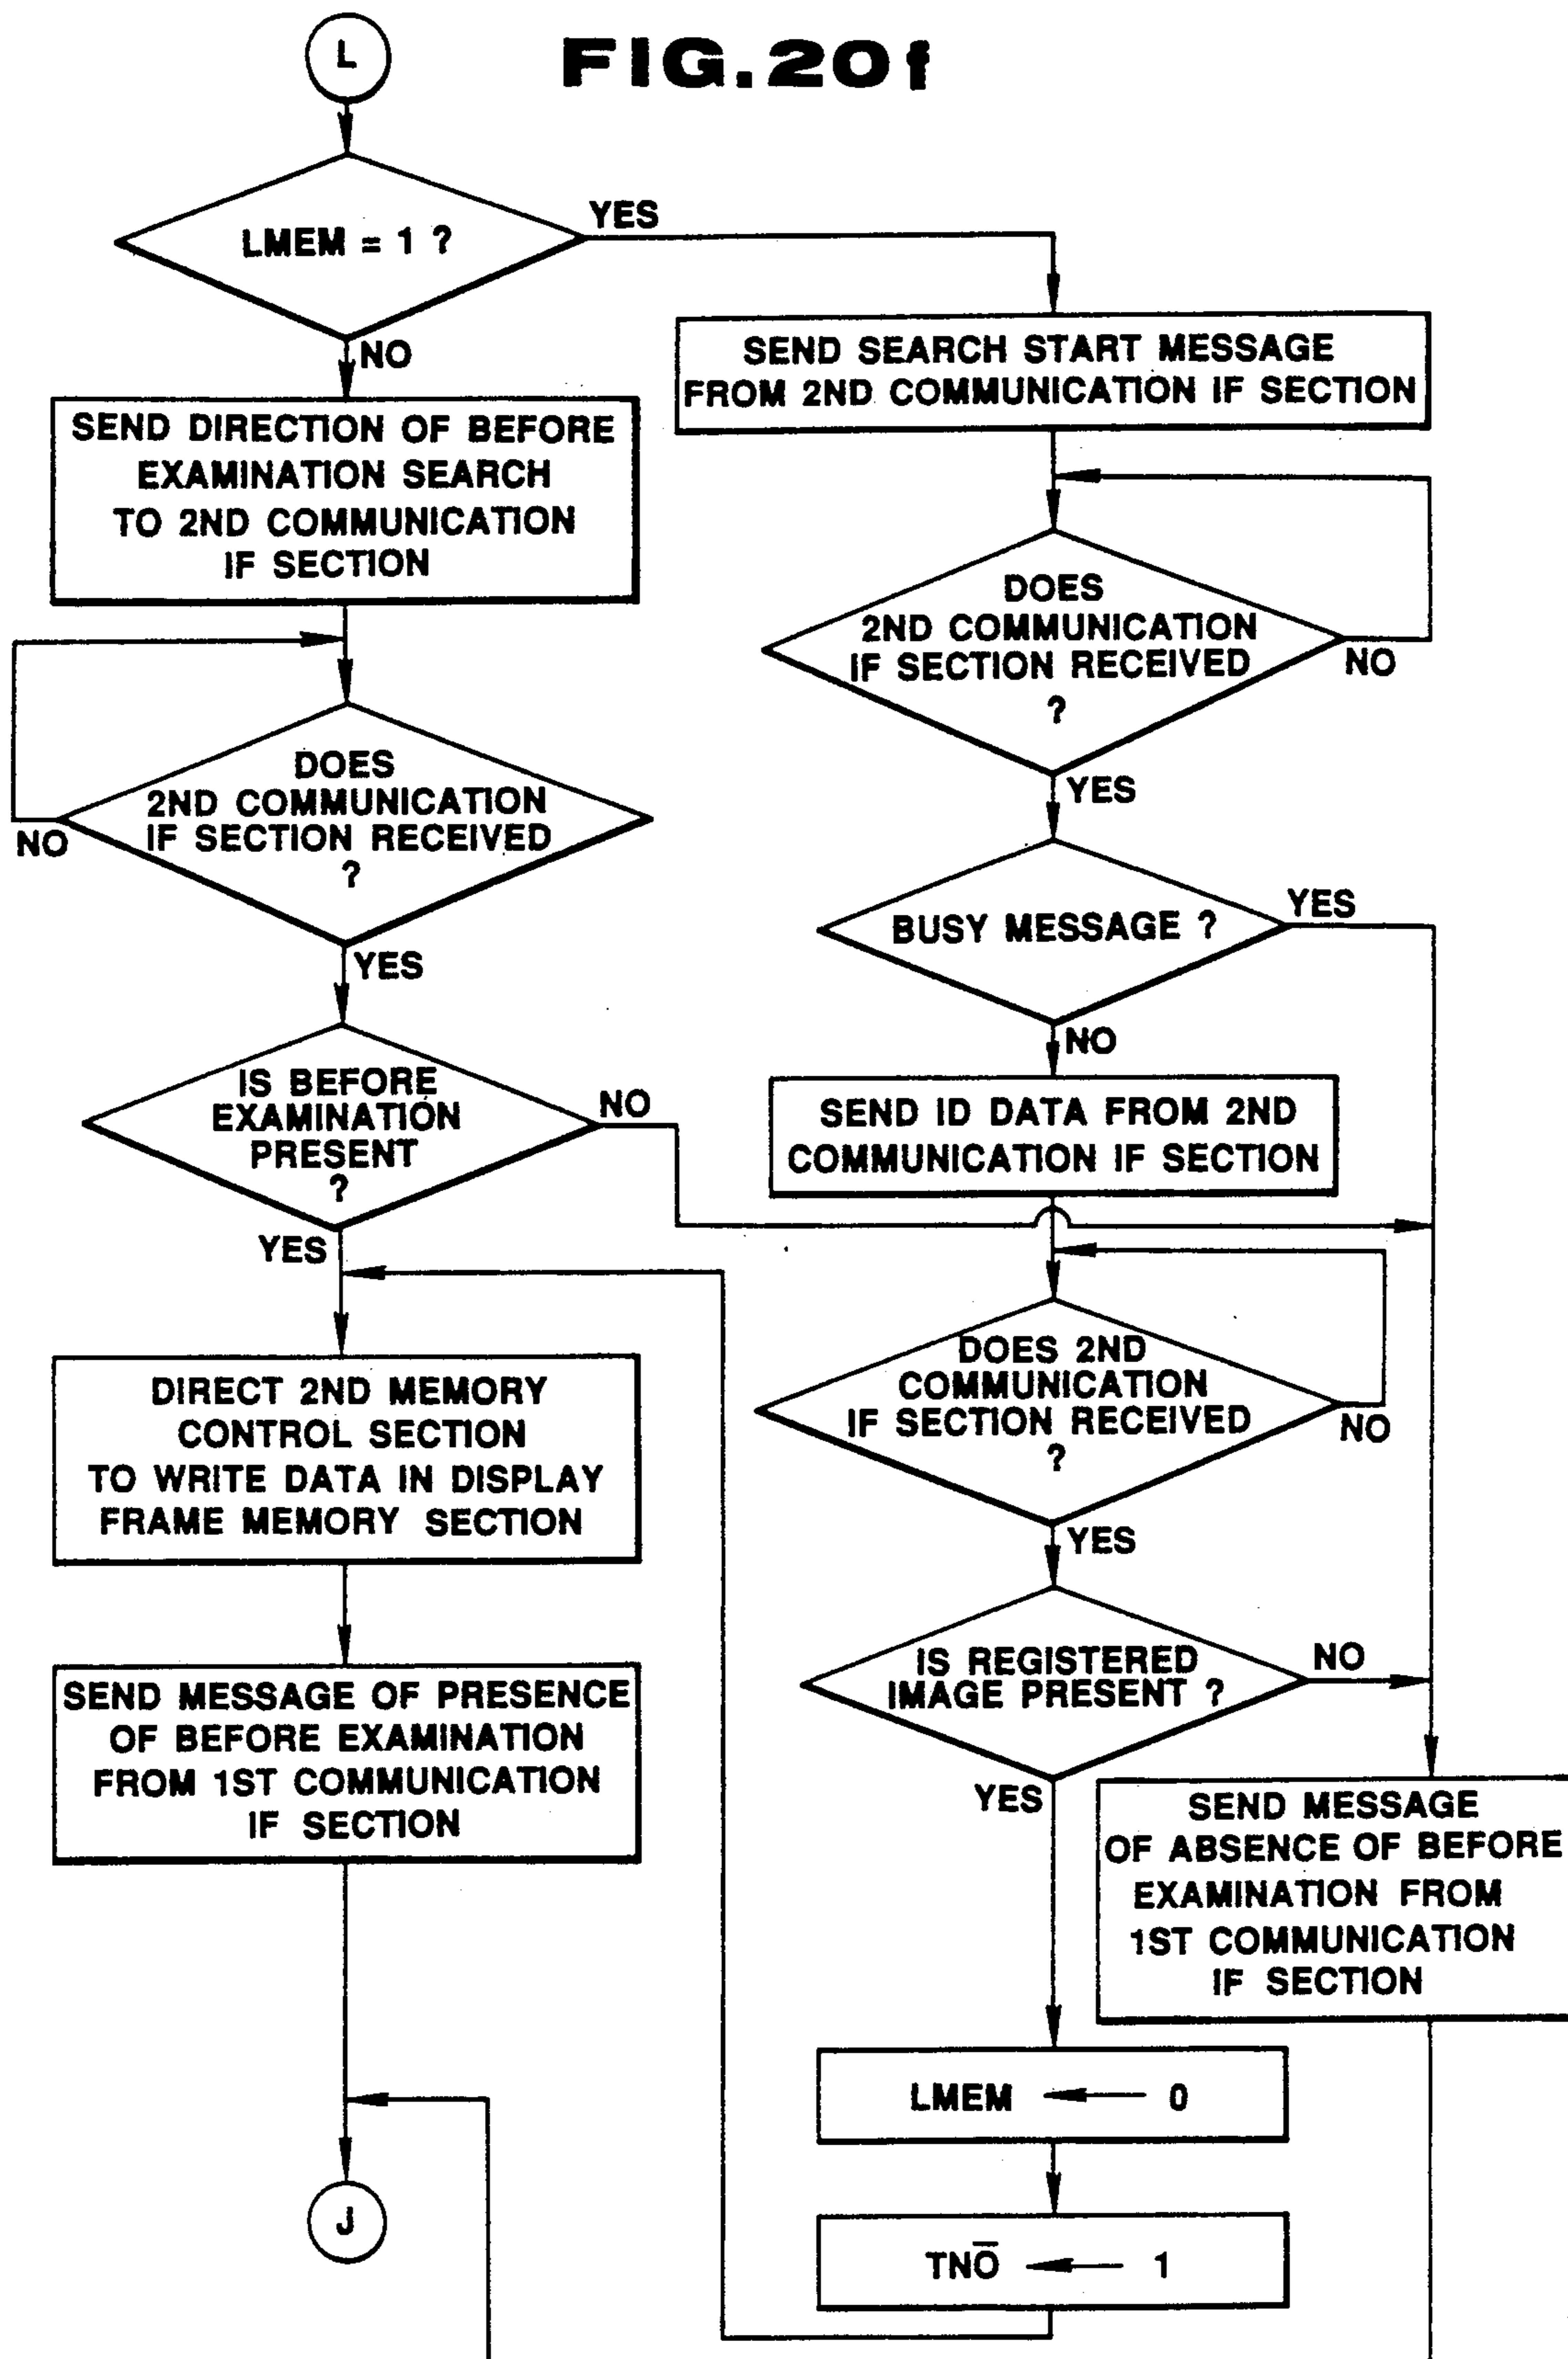 L
FIG.20f
LMEM = 1 ?
YES
NO
SEND DIRECTION OF BEFORE
EXAMINATION SEARCH
TO 2ND COMMUNICATION
IF SECTION
DOES
2ND COMMUNICATION
IF SECTION RECEIVED
?
NO
YES
IS BEFORE
EXAMINATION
PRESENT
?
NO
YES
DIRECT 2ND MEMORY
CONTROL SECTION
TO WRITE DATA IN DISPLAY
FRAME MEMORY SECTION
SEND MESSAGE OF PRESENCE
OF BEFORE EXAMINATION
FROM 1ST COMMUNICATION
IF SECTION
J
SEND SEARCH START MESSAGE
FROM 2ND COMMUNICATION IF SECTION
DOES
2ND COMMUNICATION
IF SECTION RECEIVED
?
NO
YES
BUSY MESSAGE ?
YES
NO
SEND ID DATA FROM 2ND
COMMUNICATION IF SECTION
DOES 2ND
COMMUNICATION
IF SECTION RECEIVED
?
NO
YES
IS REGISTERED
IMAGE PRESENT ?
NO
YES
SEND MESSAGE
OF ABSENCE OF BEFORE
EXAMINATION FROM
1ST COMMUNICATION
IF SECTION
LMEM ← 0
TNO̅ ← 1